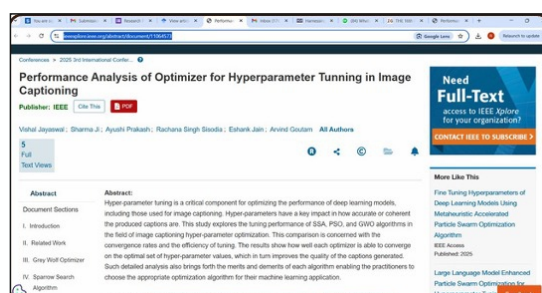 Google Lens
Relaunch to update
Conferences > 2025 3rd International Confer...
Performance Analysis of Optimizer for Hyperparameter Tunning in Image
Captioning
Publisher: IEEE
Cite This
PDF
Vishal Jayaswal ; Sharma J ; Ayushi Prakash ; Rachana Singh Sisodia ; Eshank Jain ; Arvind Goutam All Authors
5
Full
Text Views
Abstract
Document Sections
I. Introduction
II. Related Work
III. Grey Wolf Optimizer
IV. Sparrow Search
Algorithm
Abstract:
Hyper-parameter tuning is a critical component for optimizing the performance of deep learning models,
including those used for image captioning. Hyper-parameters have a key impact in how accurate or coherent
the produced captions are. This study explores the tuning performance of SSA, PSO, and GWO algorithms in
the field of image captioning hyper-parameter optimization. This comparison is concerned with the
convergence rates and the efficiency of tuning. The results show how well each optimizer is able to converge
on the optimal set of hyper-parameter values, which in turn improves the quality of the captions generated.
Such detailed analysis also brings forth the merits and demerits of each algorithm enabling the practitioners to
choose the appropriate optimization algorithm for their machine learning application.
Need
Full-Text
access to IEEE Xplore
for your organization?
CONTACT IEEE TO SUBSCRIBE >
More Like This
Fine Tuning Hyperparameters of
Deep Learning Models Using
Metaheuristic Accelerated
Particle Swarm Optimization
Algorithm
IEEE Access
Published: 2025
Large Language Model Enhanced
Particle Swarm Optimization for